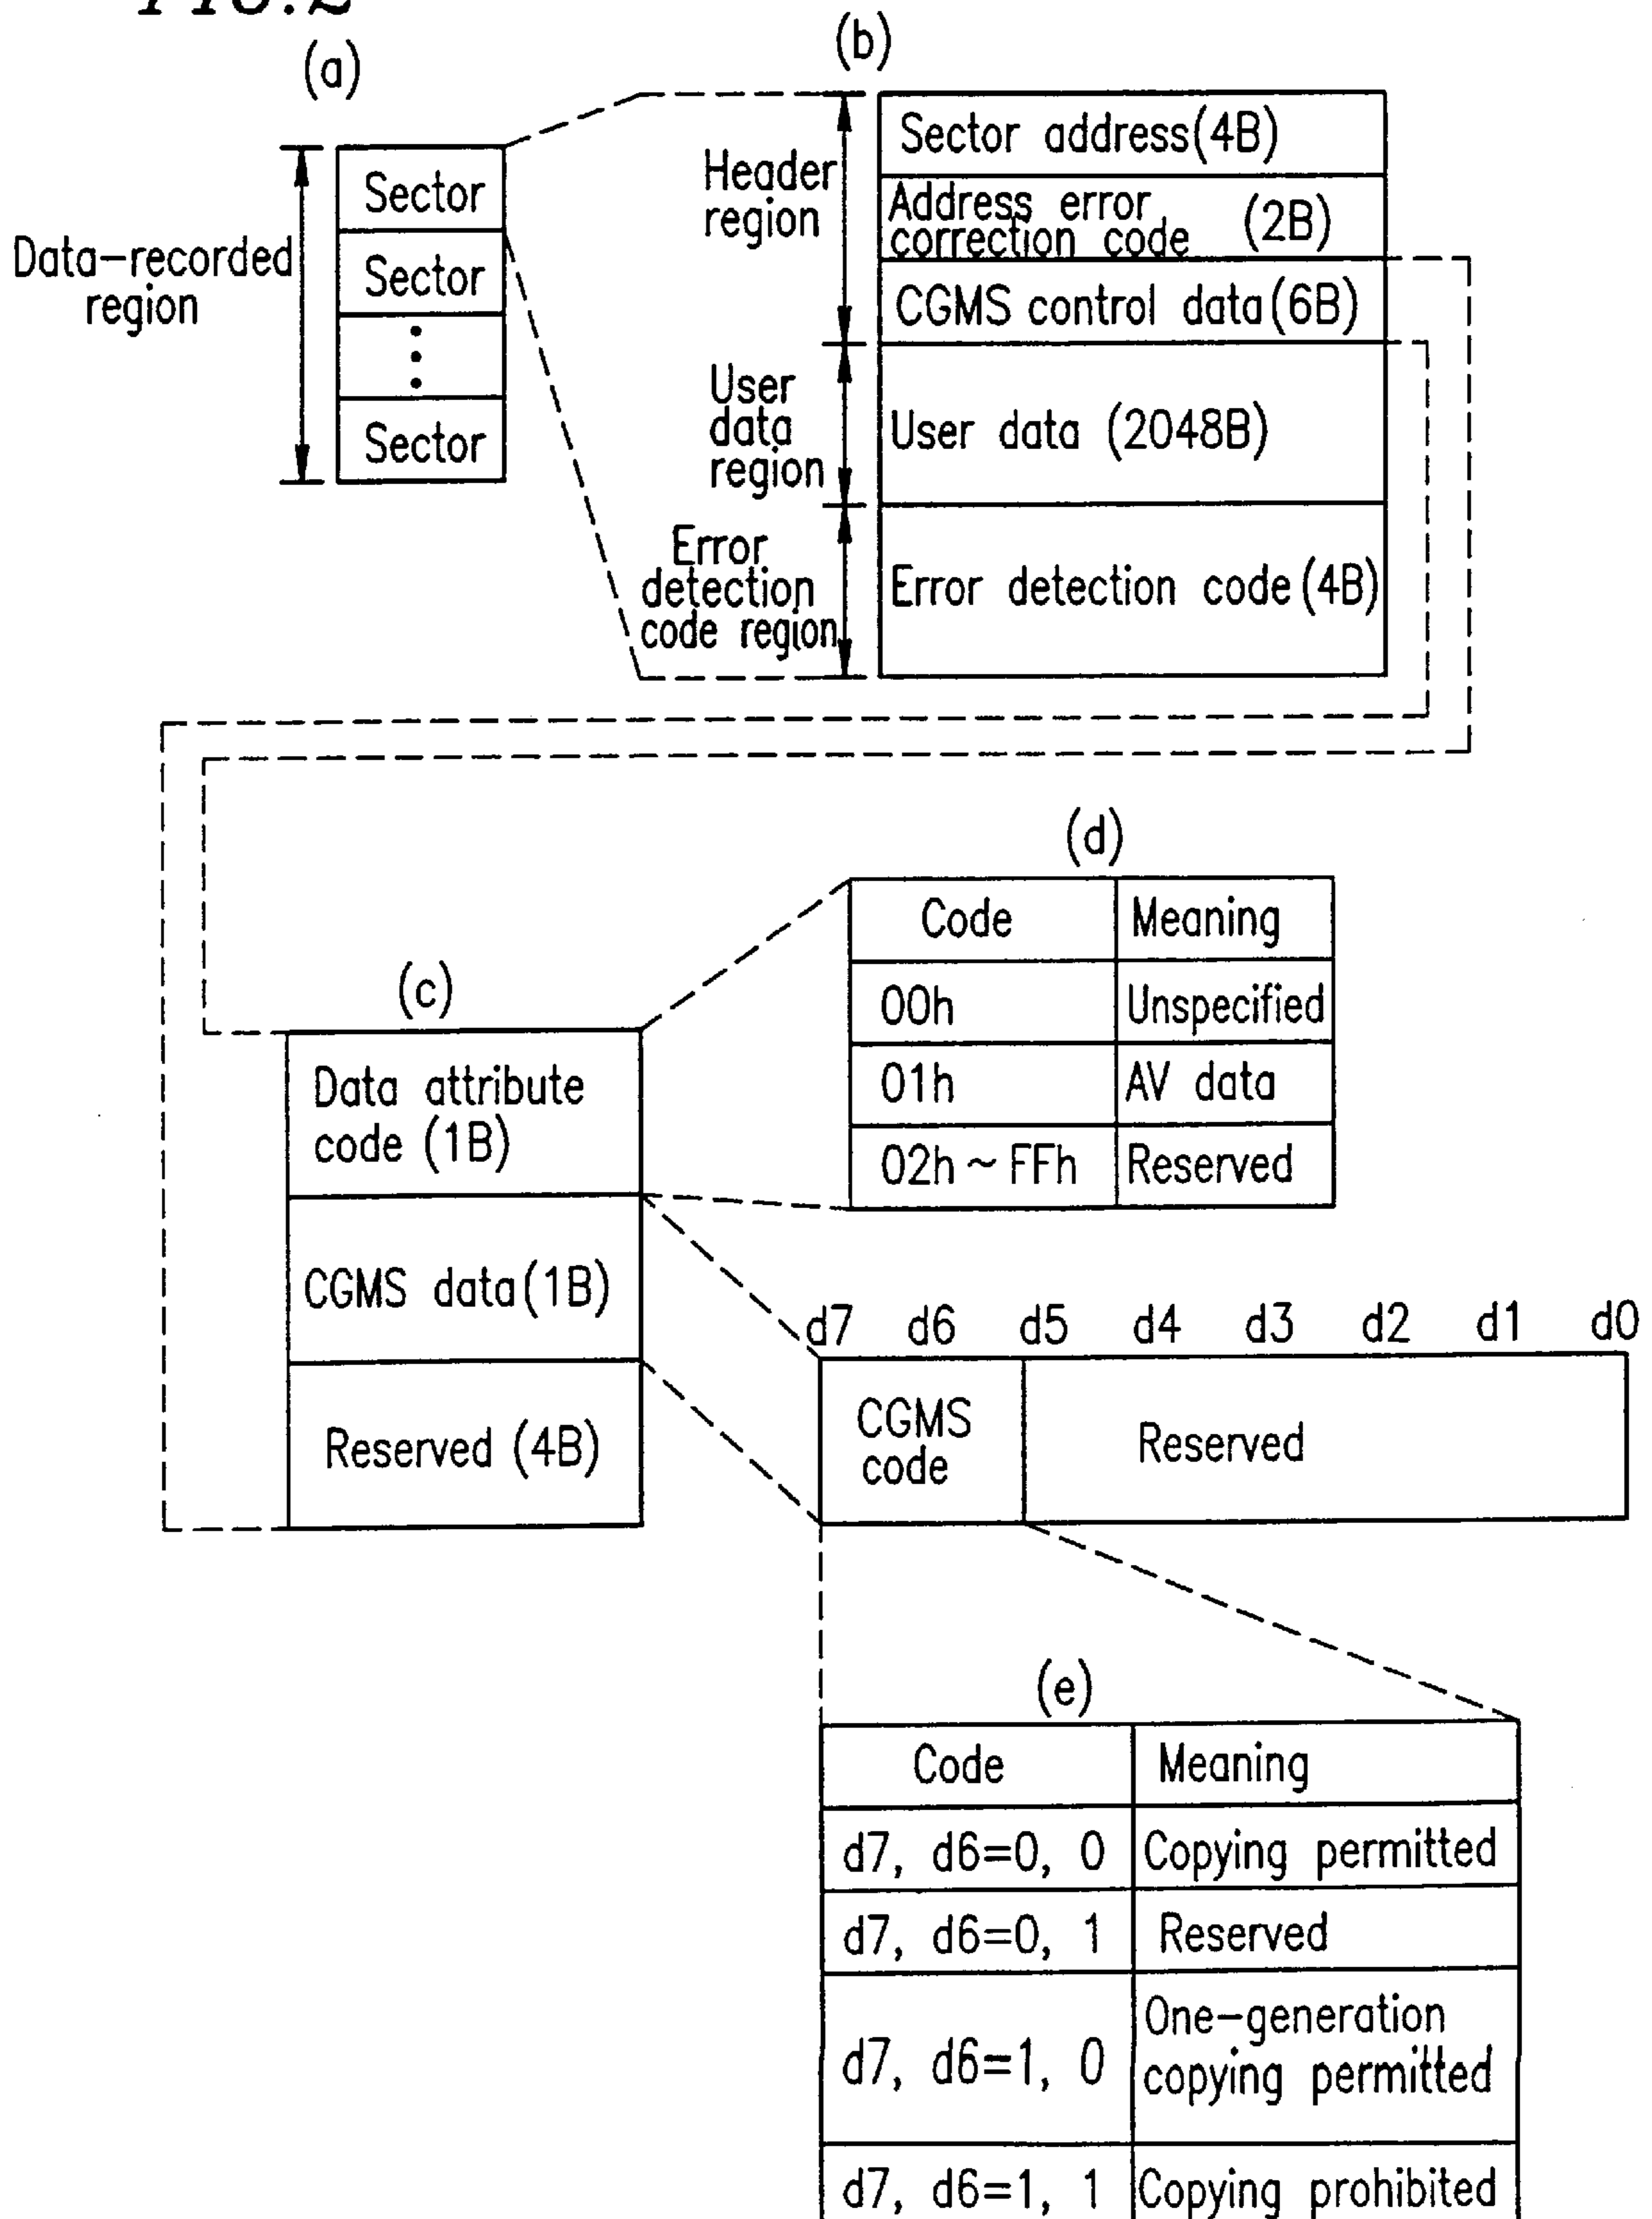 FIG.2
(a)
Data-recorded
region
Sector
Sector
Sector
(b)
Header
region
Sector address(4B)
Address error
correction code (2B)
CGMS control data(6B)
User
data
region
User data (2048B)
Error
detection
code region
Error detection code(4B)
(c)
Data attribute
code (1B)
CGMS data(1B)
Reserved (4B)
(d)
Code Meaning
00h Unspecified
01h AV data
02h ~ FFh Reserved
d7 d6 d5 d4 d3 d2 d1 d0
CGMS
code
Reserved
(e)
Code Meaning
d7, d6=0, 0 Copying permitted
d7, d6=0, 1 Reserved
d7, d6=1, 0 One-generation
copying permitted
d7, d6=1, 1 Copying prohibited